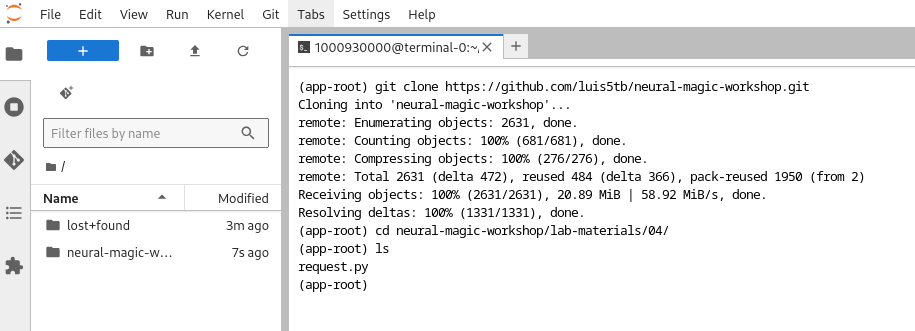 File Edit View Run Kernel Git Tabs Settings Help
+
1000930000@terminal-0:~/
+
Filter files by name
/
Name Modified
lost+found 3m ago
neural-magic-w... 7s ago
(app-root) git clone https://github.com/luis5tb/neural-magic-workshop.git
Cloning into 'neural-magic-workshop'...
remote: Enumerating objects: 2631, done.
remote: Counting objects: 100% (681/681), done.
remote: Compressing objects: 100% (276/276), done.
remote: Total 2631 (delta 472), reused 484 (delta 366), pack-reused 1950 (from 2)
Receiving objects: 100% (2631/2631), 20.89 MiB | 58.92 MiB/s, done.
Resolving deltas: 100% (1331/1331), done.
(app-root) cd neural-magic-workshop/lab-materials/04/
(app-root) ls
request.py
(app-root)